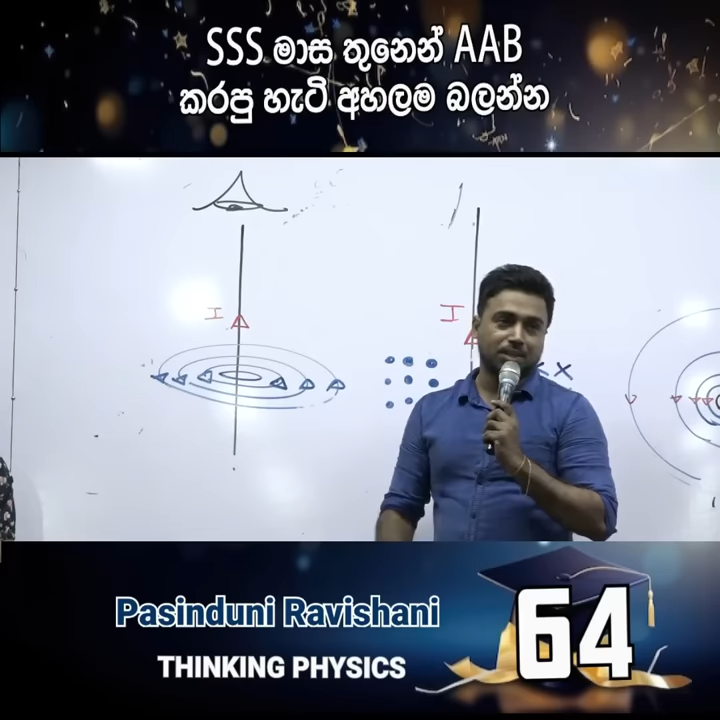 SSS මාස තුනෙන් AAB
කරපු හැටි අහලම බලන්න
I
I
X
Pasinduni Ravishani
64
THINKING PHYSICS